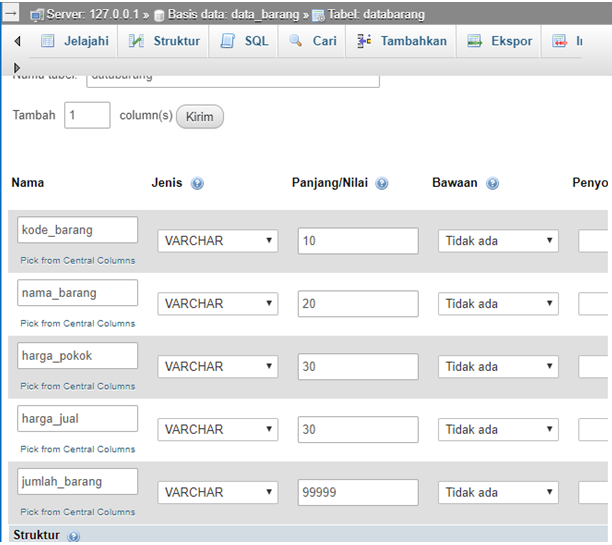 Server: 127.0.0.1 » Basis data: data_barang » Tabel: databarang
Jelajahi Struktur SQL Cari Tambahkan Ekspor
Nama tabel: databarang
Tambah 1 column(s) Kirim
Nama Jenis Panjang/Nilai Bawaan Penyo
kode_barang VARCHAR 10 Tidak ada
Pick from Central Columns
nama_barang VARCHAR 20 Tidak ada
Pick from Central Columns
harga_pokok VARCHAR 30 Tidak ada
Pick from Central Columns
harga_jual VARCHAR 30 Tidak ada
Pick from Central Columns
jumlah_barang VARCHAR 99999 Tidak ada
Pick from Central Columns
Struktur